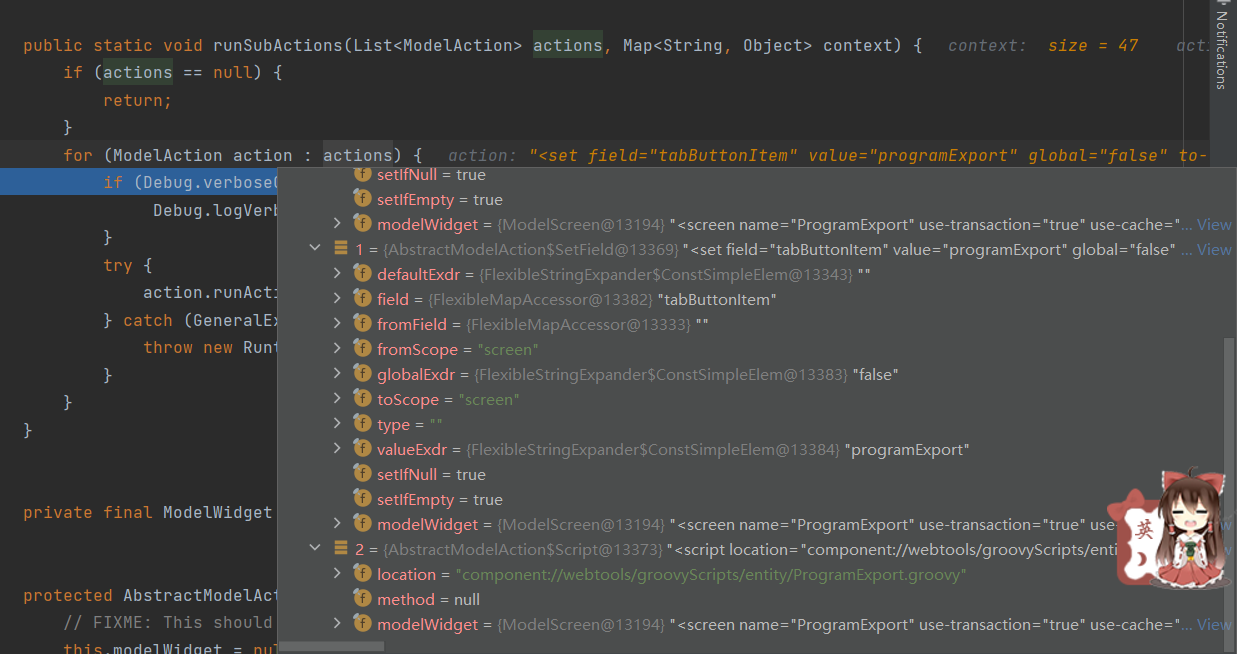 public static void runSubActions(List<ModelAction> actions, Map<String, Object> context) { context: size = 47 acti
if (actions == null) {
return;
}
for (ModelAction action : actions) { action: "<set field="tabButtonItem" value="programExport" global="false" to-
if (Debug.verbose
Debug.logVerb
}
try {
action.runActi
} catch (GeneralEx
throw new Runt
}
}
}
private final ModelWidget
protected AbstractModelAct
// FIXME: This should
this.modelWidget = nul
setIfNull = true
setIfEmpty = true
modelWidget = {ModelScreen@13194} "<screen name="ProgramExport" use-transaction="true" use-cache="... View
1 = {AbstractModelAction$SetField@13369} "<set field="tabButtonItem" value="programExport" global="false" ... View
defaultExdr = {FlexibleStringExpander$ConstSimpleElem@13343} ""
field = {FlexibleMapAccessor@13382} "tabButtonItem"
fromField = {FlexibleMapAccessor@13333} ""
fromScope = "screen"
globalExdr = {FlexibleStringExpander$ConstSimpleElem@13383} "false"
toScope = "screen"
type = ""
valueExdr = {FlexibleStringExpander$ConstSimpleElem@13384} "programExport"
setIfNull = true
setIfEmpty = true
modelWidget = {ModelScreen@13194} "<screen name="ProgramExport" use-transaction="true" use
2 = {AbstractModelAction$Script@13373} "<script location="component://webtools/groovyScripts/enti
location = "component://webtools/groovyScripts/entity/ProgramExport.groovy"
method = null
modelWidget = {ModelScreen@13194} "<screen name="ProgramExport" use-transaction="true" use-cache="... View
Notifications
英